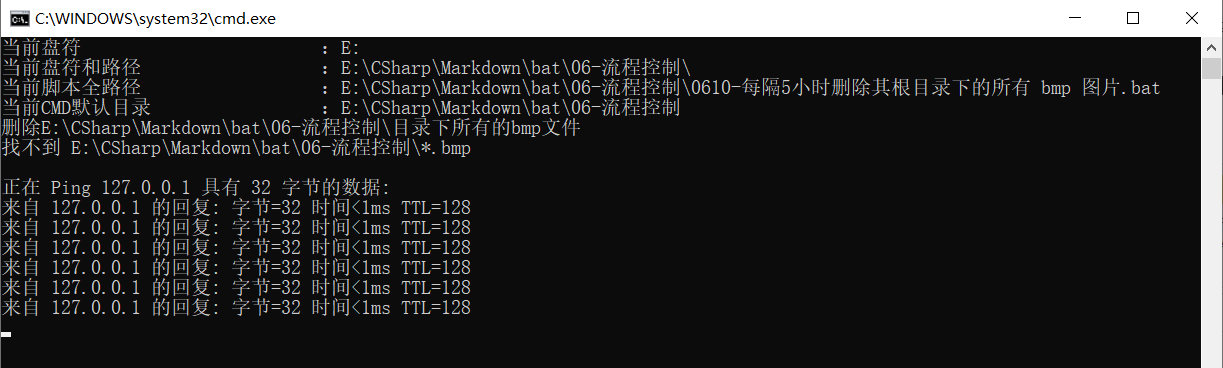 C:\WINDOWS\system32\cmd.exe
当前盘符 : E:
当前盘符和路径 : E:\CSharp\Markdown\bat\06-流程控制\
当前脚本全路径 : E:\CSharp\Markdown\bat\06-流程控制\0610-每隔5小时删除其根目录下的所有 bmp 图片.bat
当前CMD默认目录 : E:\CSharp\Markdown\bat\06-流程控制
删除E:\CSharp\Markdown\bat\06-流程控制\目录下所有的bmp文件
找不到 E:\CSharp\Markdown\bat\06-流程控制\*.bmp
正在 Ping 127.0.0.1 具有 32 字节的数据:
来自 127.0.0.1 的回复: 字节=32 时间<1ms TTL=128
来自 127.0.0.1 的回复: 字节=32 时间<1ms TTL=128
来自 127.0.0.1 的回复: 字节=32 时间<1ms TTL=128
来自 127.0.0.1 的回复: 字节=32 时间<1ms TTL=128
来自 127.0.0.1 的回复: 字节=32 时间<1ms TTL=128
来自 127.0.0.1 的回复: 字节=32 时间<1ms TTL=128